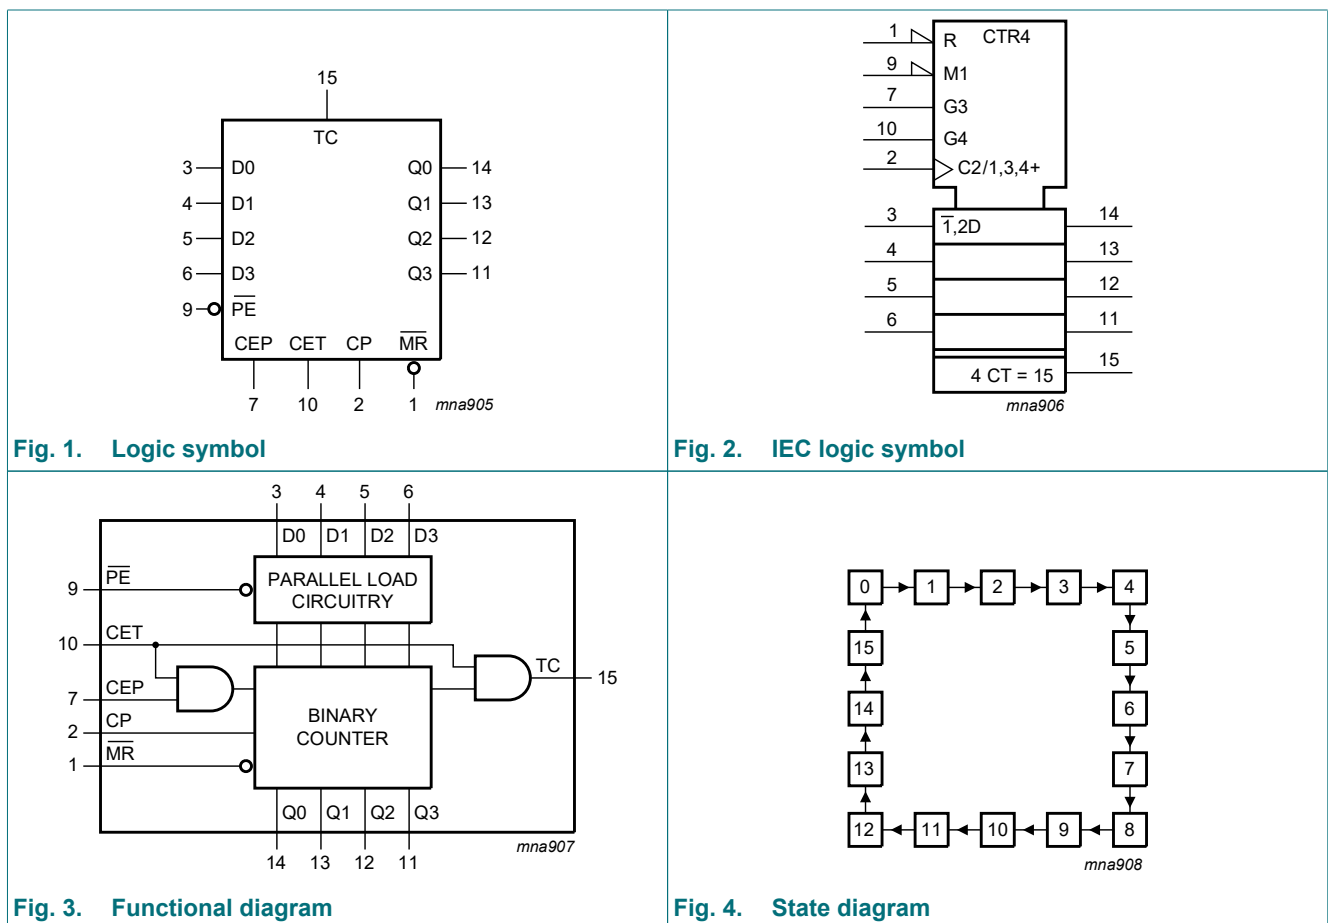 15
TC
3 D0 Q0 14
4 D1 Q1 13
5 D2 Q2 12
6 D3 Q3 11
9 P̅E̅
CEP CET CP M̅R̅
7 10 2 1 mna905
Fig. 1. Logic symbol
1 R CTR4
9 M1
7 G3
10 G4
2 C2/1,3,4+
3 1̅,2D 14
4 13
5 12
6 11
4 CT = 15 15
mna906
Fig. 2. IEC logic symbol
3 4 5 6
D0 D1 D2 D3
9 P̅E̅ PARALLEL LOAD
CIRCUITRY
10 CET
TC 15
7 CEP
2 CP BINARY
COUNTER
1 M̅R̅
Q0 Q1 Q2 Q3
mna907
14 13 12 11
Fig. 3. Functional diagram
0 1 2 3 4
15 5
14 6
13 7
12 11 10 9 8
mna908
Fig. 4. State diagram